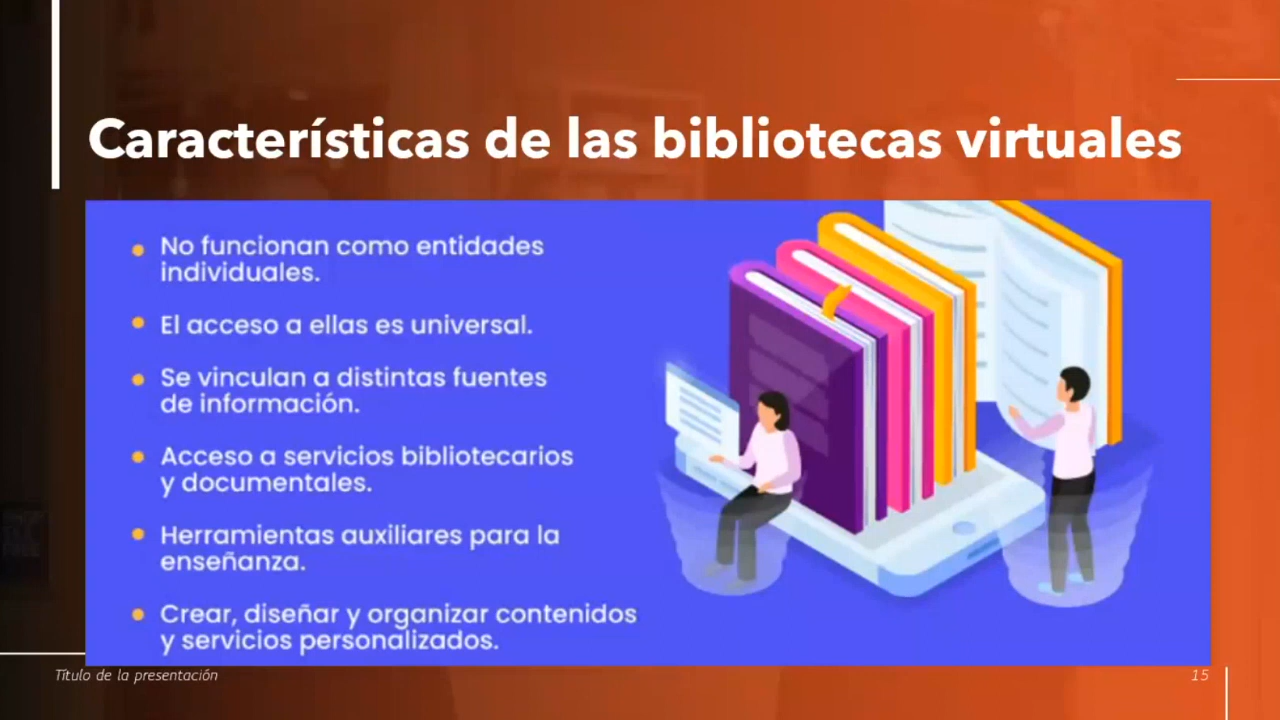 Características de las bibliotecas virtuales
No funcionan como entidades
individuales.
El acceso a ellas es universal.
Se vinculan a distintas fuentes
de información.
Acceso a servicios bibliotecarios
y documentales.
Herramientas auxiliares para la
enseñanza.
Crear, diseñar y organizar contenidos
y servicios personalizados.
Título de la presentación
15